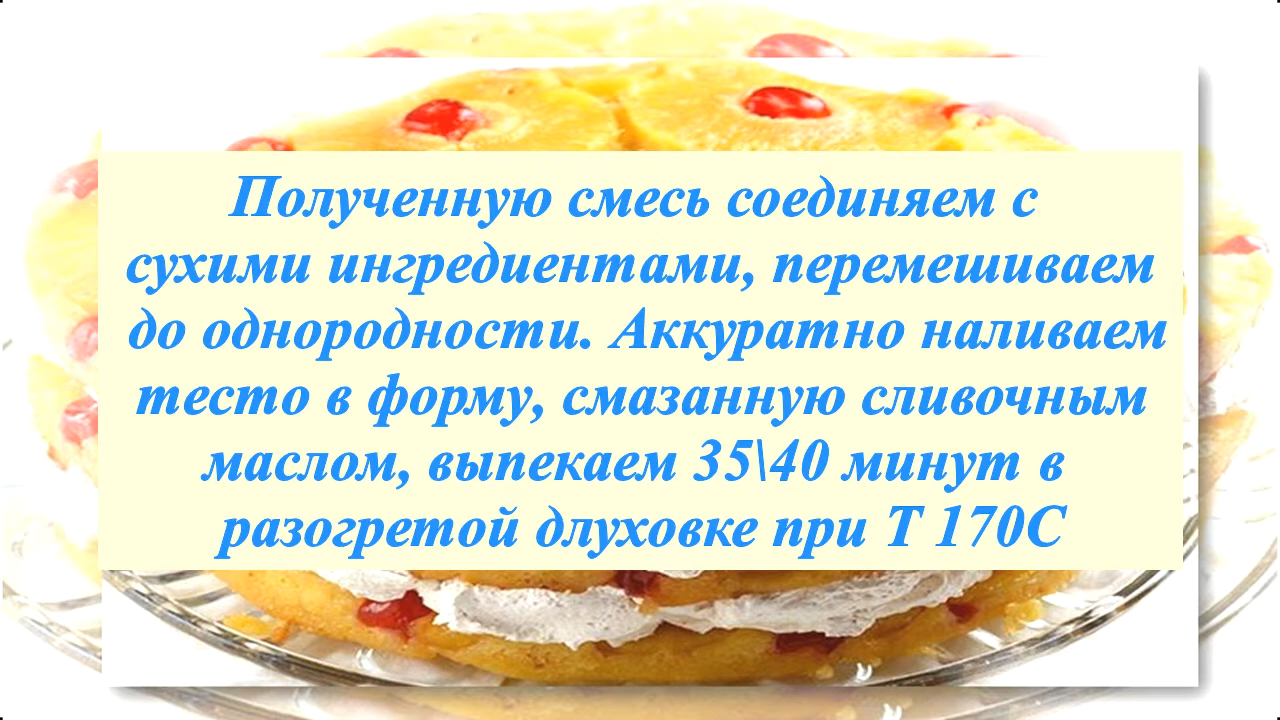 Полученную смесь соединяем с
сухими ингредиентами, перемешиваем
до однородности. Аккуратно наливаем
тесто в форму, смазанную сливочным
маслом, выпекаем 35\40 минут в
разогретой длуховке при Т 170С